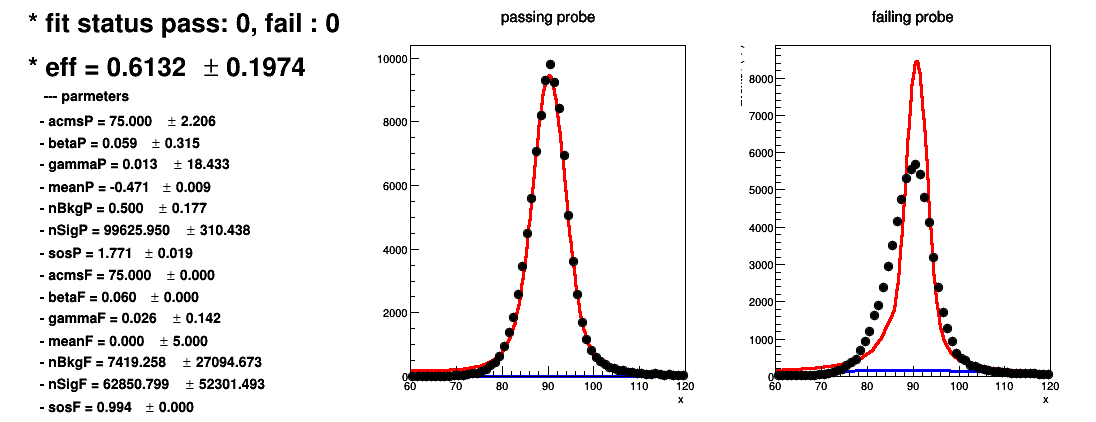 * fit status pass: 0, fail : 0
* eff = 0.6132 ± 0.1974
--- parmeters
- acmsP = 75.000 ± 2.206
- betaP = 0.059 ± 0.315
- gammaP = 0.013 ± 18.433
- meanP = -0.471 ± 0.009
- nBkgP = 0.500 ± 0.177
- nSigP = 99625.950 ± 310.438
- sosP = 1.771 ± 0.019
- acmsF = 75.000 ± 0.000
- betaF = 0.060 ± 0.000
- gammaF = 0.026 ± 0.142
- meanF = 0.000 ± 5.000
- nBkgF = 7419.258 ± 27094.673
- nSigF = 62850.799 ± 52301.493
- sosF = 0.994 ± 0.000
passing probe
10000
8000
6000
4000
2000
0
60 70 80 90 100 110 120
x
failing probe
8000
7000
6000
5000
4000
3000
2000
1000
0
60 70 80 90 100 110 120
x